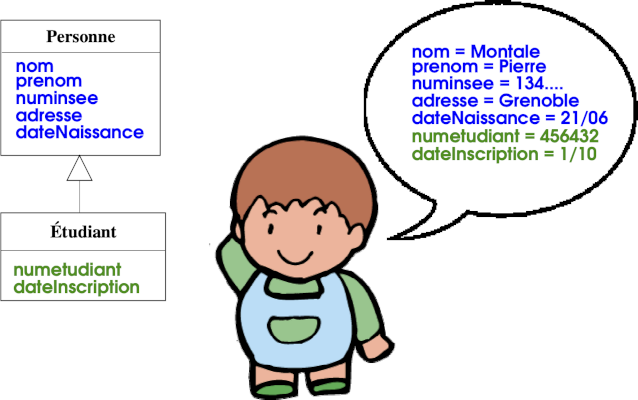 Personne
nom
prenom
numinsee
adresse
dateNaissance
Étudiant
numetudiant
dateInscription
nom = Montale
prenom = Pierre
numinsee = 134....
adresse = Grenoble
dateNaissance = 21/06
numetudiant = 456432
dateInscription = 1/10